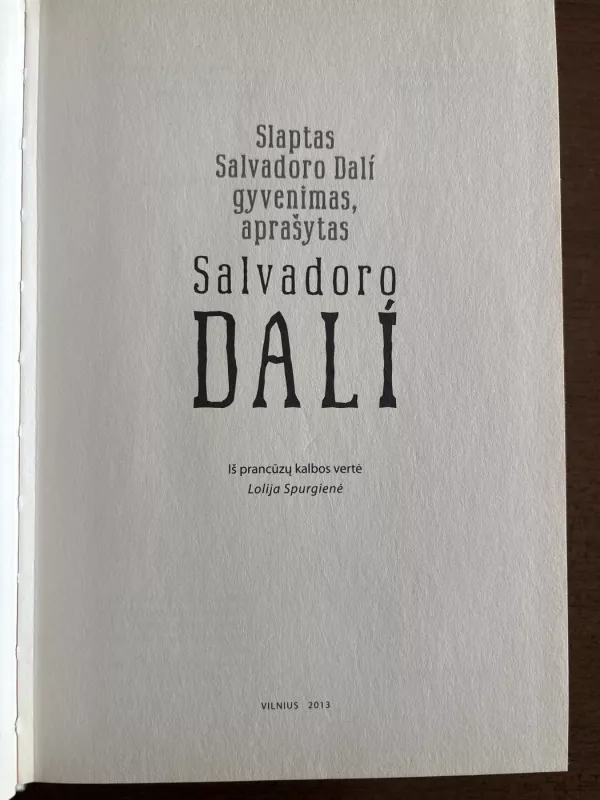 Slaptas
Salvadoro Dalí
gyvenimas,
aprašytas
Salvadoro
DALÍ
Iš prancūzų kalbos vertė
Lolija Spurgienė
VILNIUS 2013